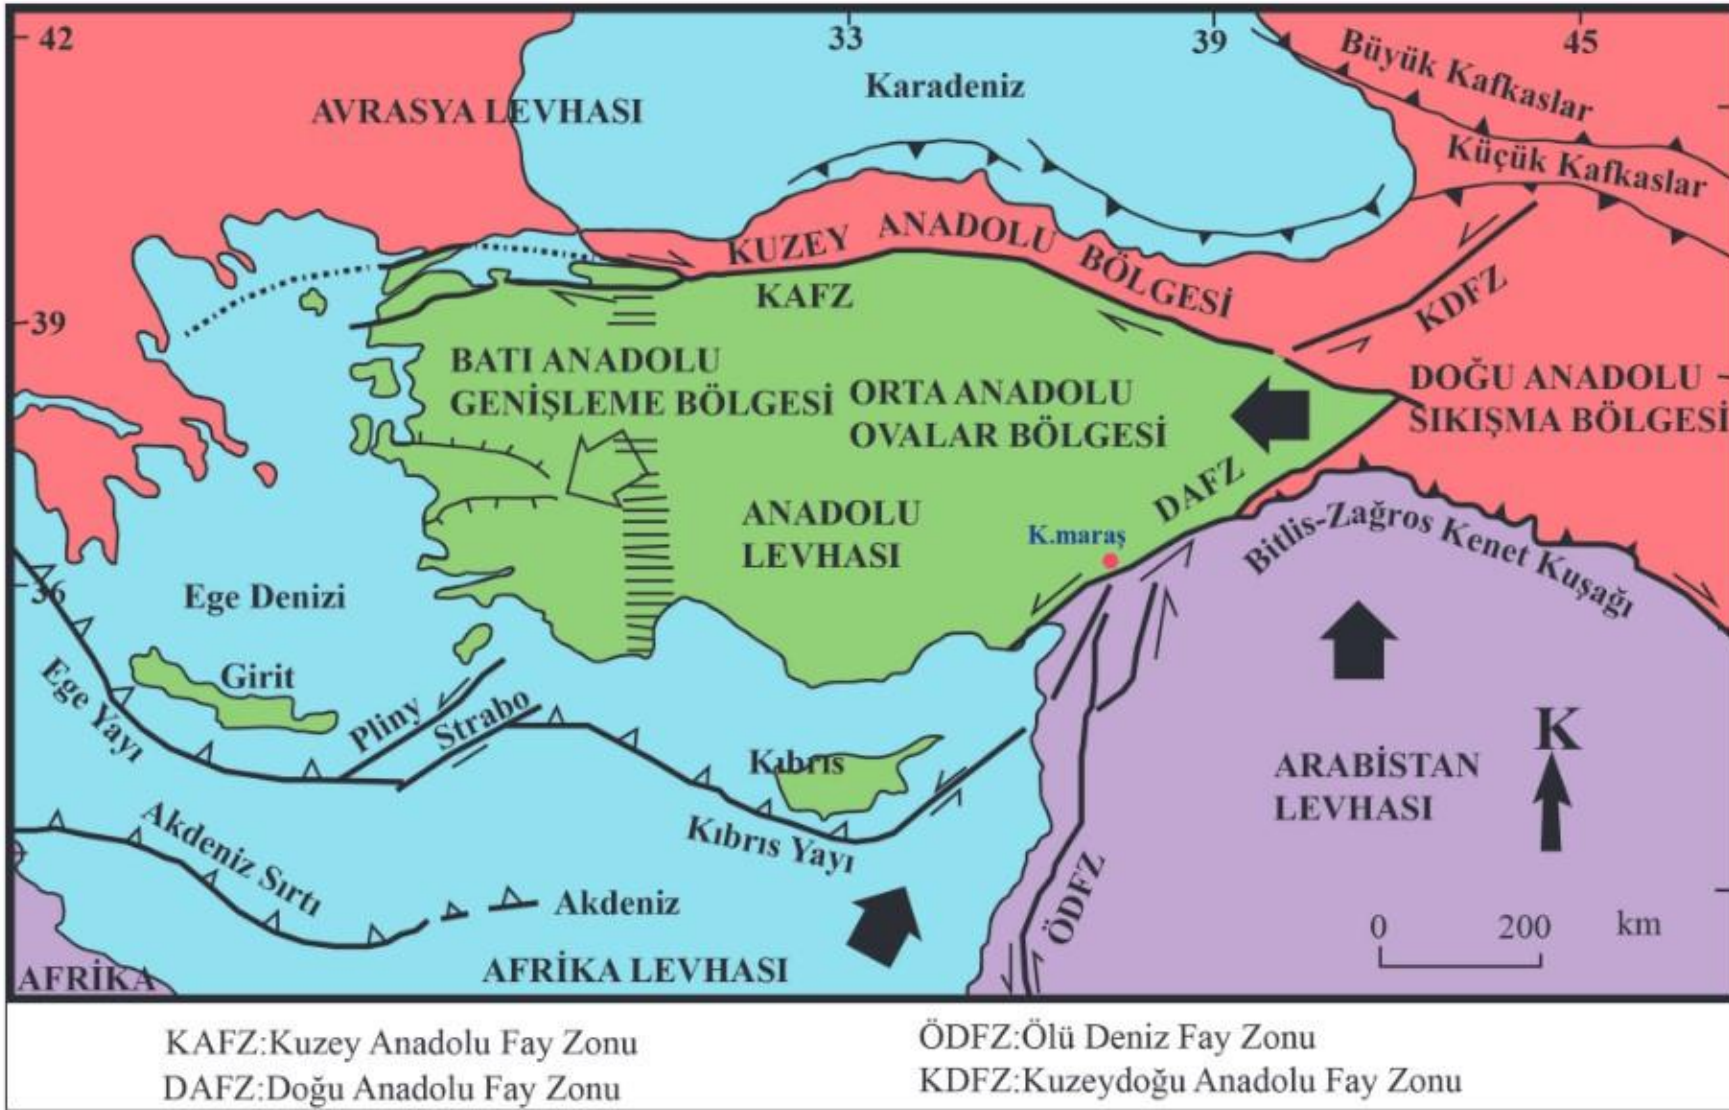 42
33
39
45
Büyük Kafkaslar
Karadeniz
AVRASYA LEVHASI
Küçük Kafkaslar
KUZEY ANADOLU BÖLGESİ
KAFZ
KDFZ
39
BATI ANADOLU
GENİŞLEME BÖLGESİ
ORTA ANADOLU
OVALAR BÖLGESİ
DOĞU ANADOLU
SIKIŞMA BÖLGESİ
DAFZ
ANADOLU
LEVHASI
K.maraş
Bitlis-Zağros Kenet Kuşağı
36
Ege Denizi
Girit
Ege Yayı
Pliny
Strabo
Kıbrıs
Kıbrıs Yayı
K
ARABİSTAN
LEVHASI
Akdeniz Sırtı
Akdeniz
ÖDFZ
0 200 km
AFRİKA
AFRİKA LEVHASI
KAFZ:Kuzey Anadolu Fay Zonu
DAFZ:Doğu Anadolu Fay Zonu
ÖDFZ:Ölü Deniz Fay Zonu
KDFZ:Kuzeydoğu Anadolu Fay Zonu